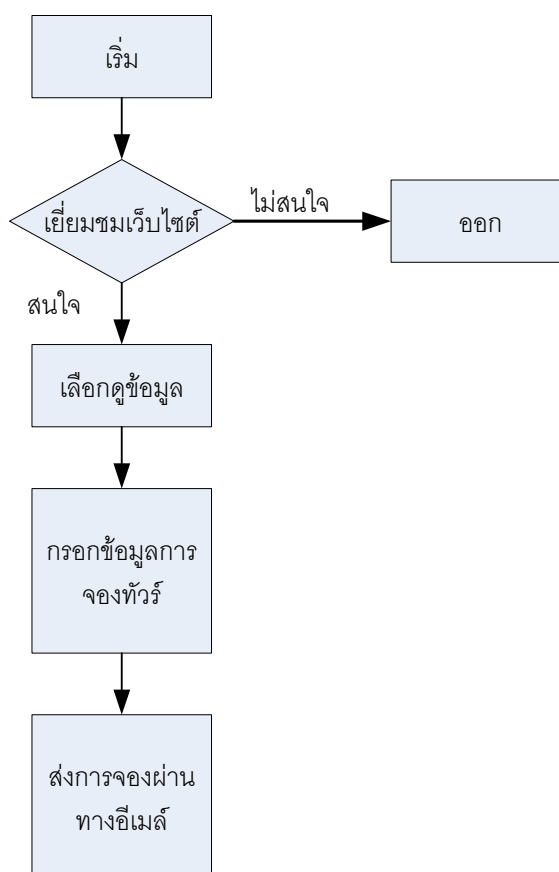 เริ่ม
เยี่ยมชมเว็บไซต์
ไม่สนใจ
ออก
สนใจ
เลือกดูข้อมูล
กรอกข้อมูลการ
จองทัวร์
ส่งการจองผ่าน
ทางอีเมล์